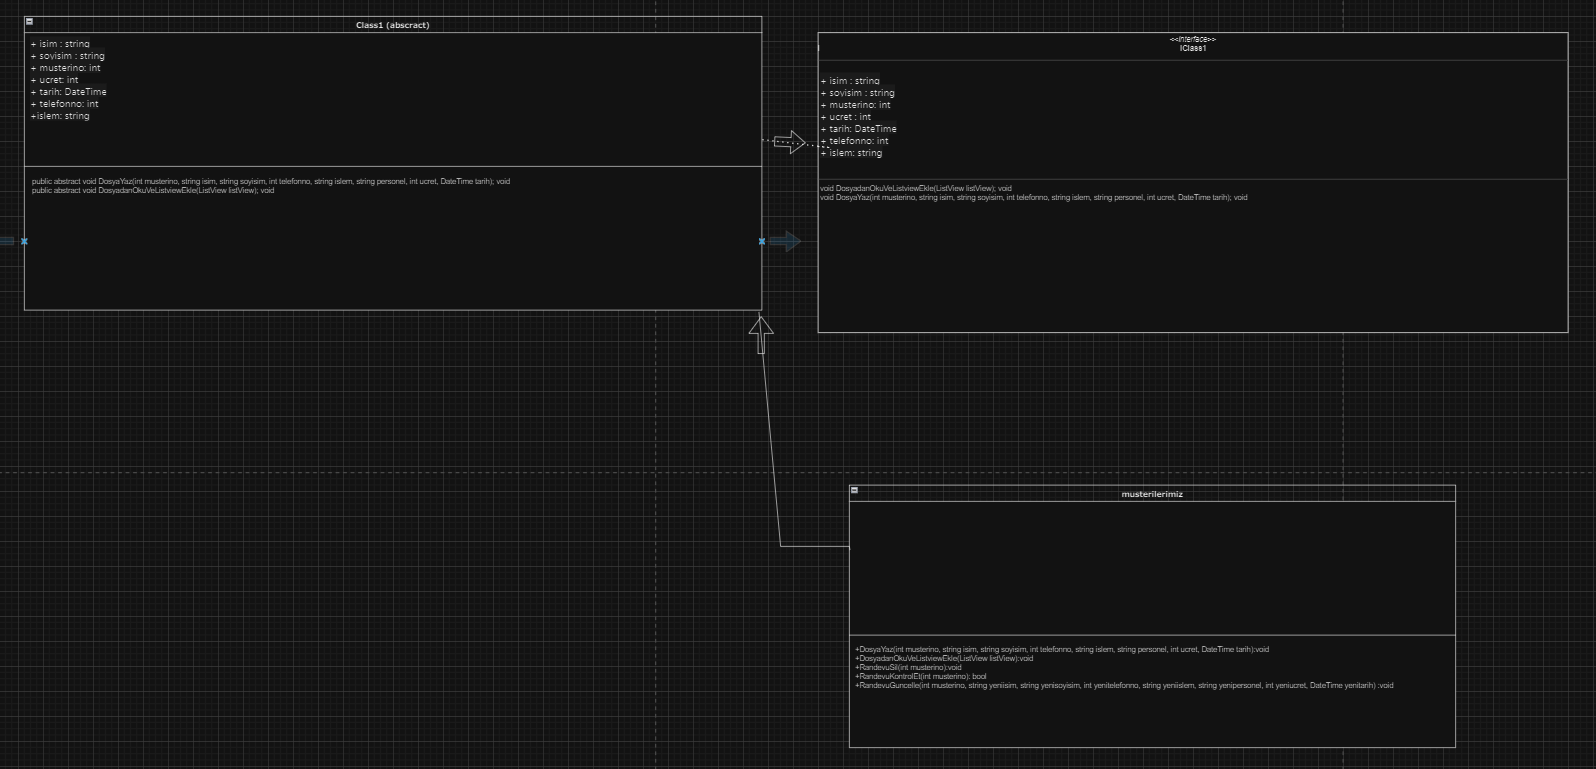 Class1 (abscract)
+ isim : string
+ soyisim : string
+ musterino: int
+ ucret: int
+ tarih: DateTime
+ telefonno: int
+islem: string
public abstract void DosyaYaz(int musterino, string isim, string soyisim, int telefonno, string islem, string personel, int ucret, DateTime tarih); void
public abstract void DosyadanOkuVeListviewEkle(ListView listView); void
<<interface>>
IClass1
+ isim : string
+ soyisim : string
+ musterino: int
+ ucret : int
+ tarih: DateTime
+ telefonno: int
+ islem: string
void DosyadanOkuVeListviewEkle(ListView listView); void
void DosyaYaz(int musterino, string isim, string soyisim, int telefonno, string islem, string personel, int ucret, DateTime tarih); void
musterilerimiz
+DosyaYaz(int musterino, string isim, string soyisim, int telefonno, string islem, string personel, int ucret, DateTime tarih):void
+DosyadanOkuVeListviewEkle(ListView listView):void
+RandevuSil(int musterino):void
+RandevuKontrolEt(int musterino): bool
+RandevuGuncelle(int musterino, string yeniisim, string yenisoyisim, int yenitelefonno, string yeniislem, string yenipersonel, int yeniucret, DateTime yenitarih) :void